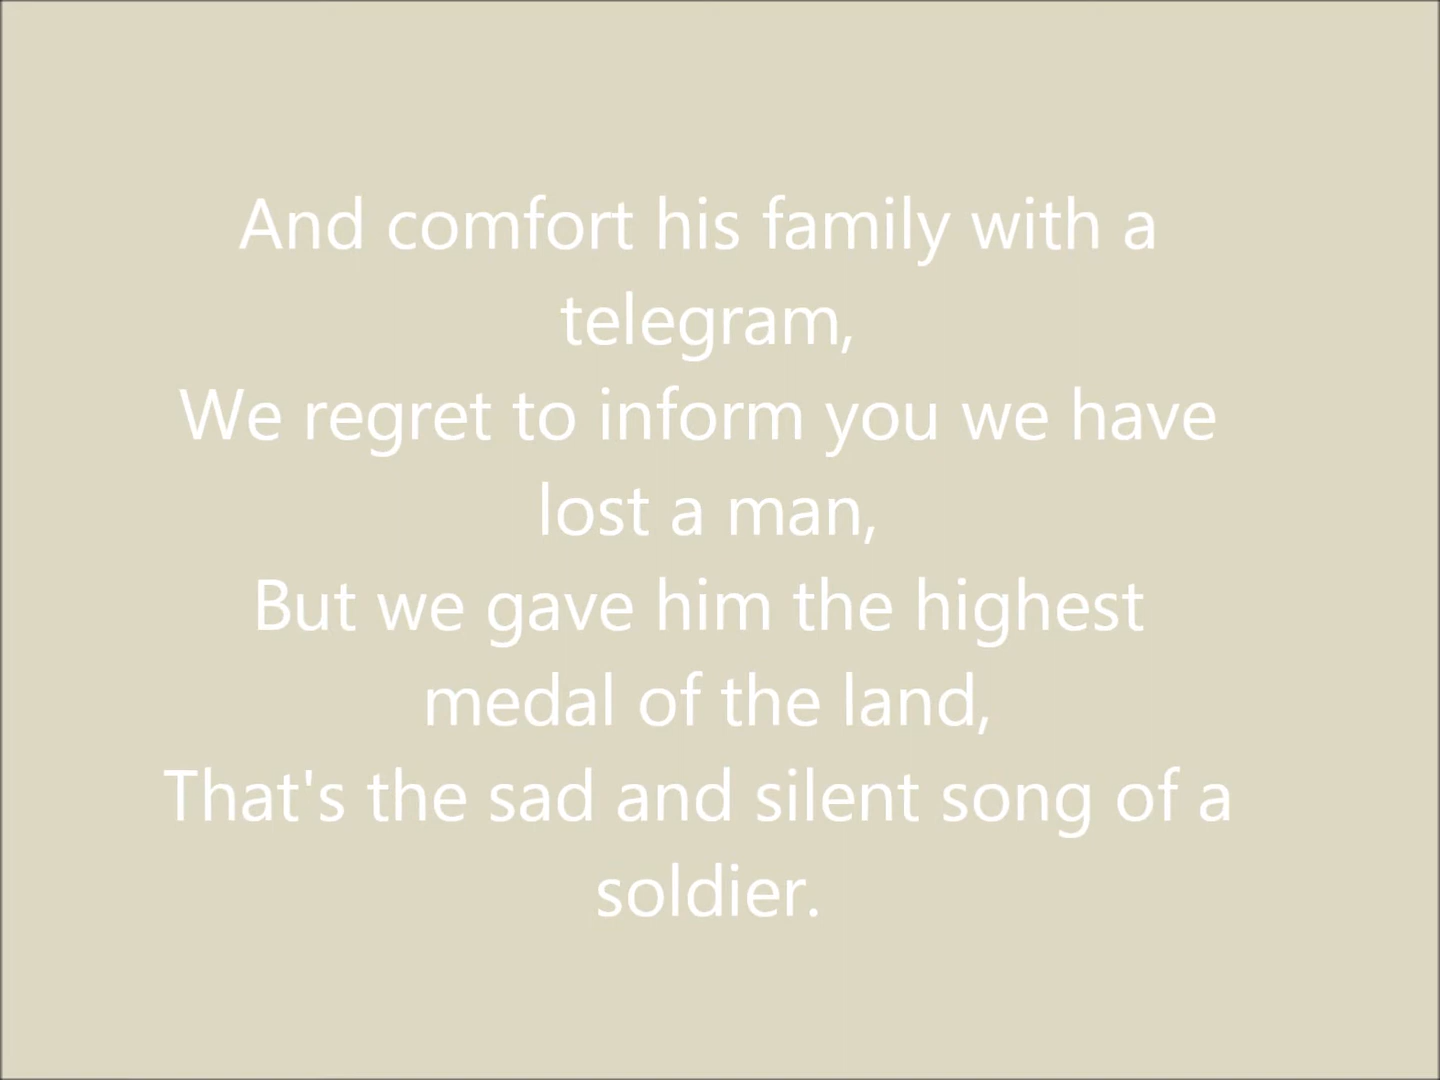 And comfort his family with a
telegram,
We regret to inform you we have
lost a man,
But we gave him the highest
medal of the land,
That's the sad and silent song of a
soldier.